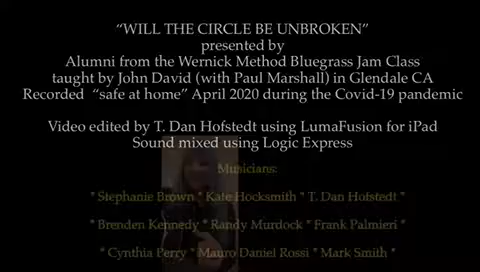 “WILL THE CIRCLE BE UNBROKEN”
presented by
Alumni from the Wernick Method Bluegrass Jam Class
taught by John David (with Paul Marshall) in Glendale CA
Recorded “safe at home” April 2020 during the Covid-19 pandemic
Video edited by T. Dan Hofstedt using LumaFusion for iPad
Sound mixed using Logic Express
Musicians:
* Stephanie Brown * Kate Hocksmith * T. Dan Hofstedt *
* Brenden Kennedy * Randy Murdock * Frank Palmieri *
* Cynthia Perry * Mauro Daniel Rossi * Mark Smith *